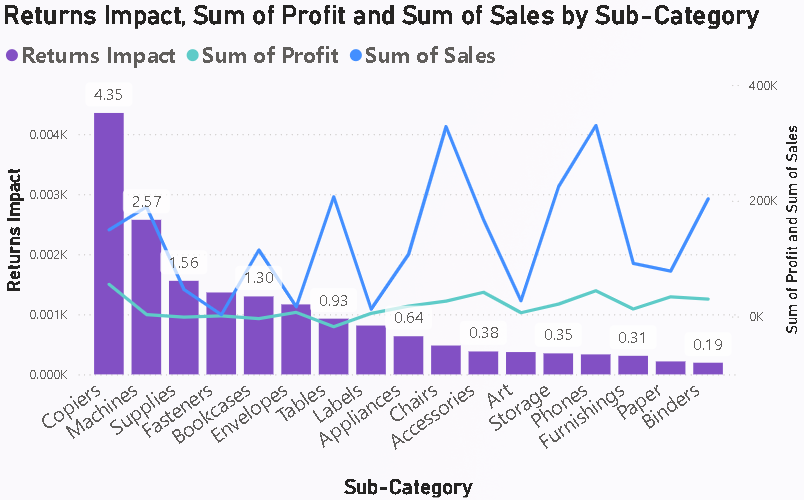 Returns Impact, Sum of Profit and Sum of Sales by Sub-Category
Returns Impact Sum of Profit Sum of Sales
400K
4.35
0.004K
0.003K
2.57
200K
0.002K
1.56
1.30
0.001K
0.93
0.64
0K
0.38
0.35
0.31
0.19
0.000K
Returns Impact
Sum of Profit and Sum of Sales
Copiers
Machines
Supplies
Fasteners
Bookcases
Envelopes
Tables
Labels
Appliances
Chairs
Accessories
Art
Storage
Phones
Furnishings
Paper
Binders
Sub-Category